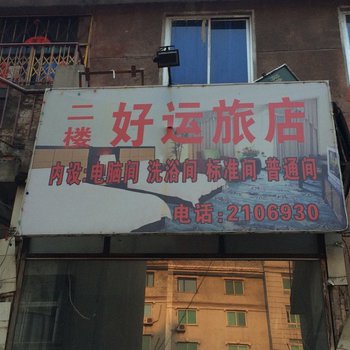 二楼 好运旅店
内设:电脑间 洗浴间 标准间 普通间
电话:2106930